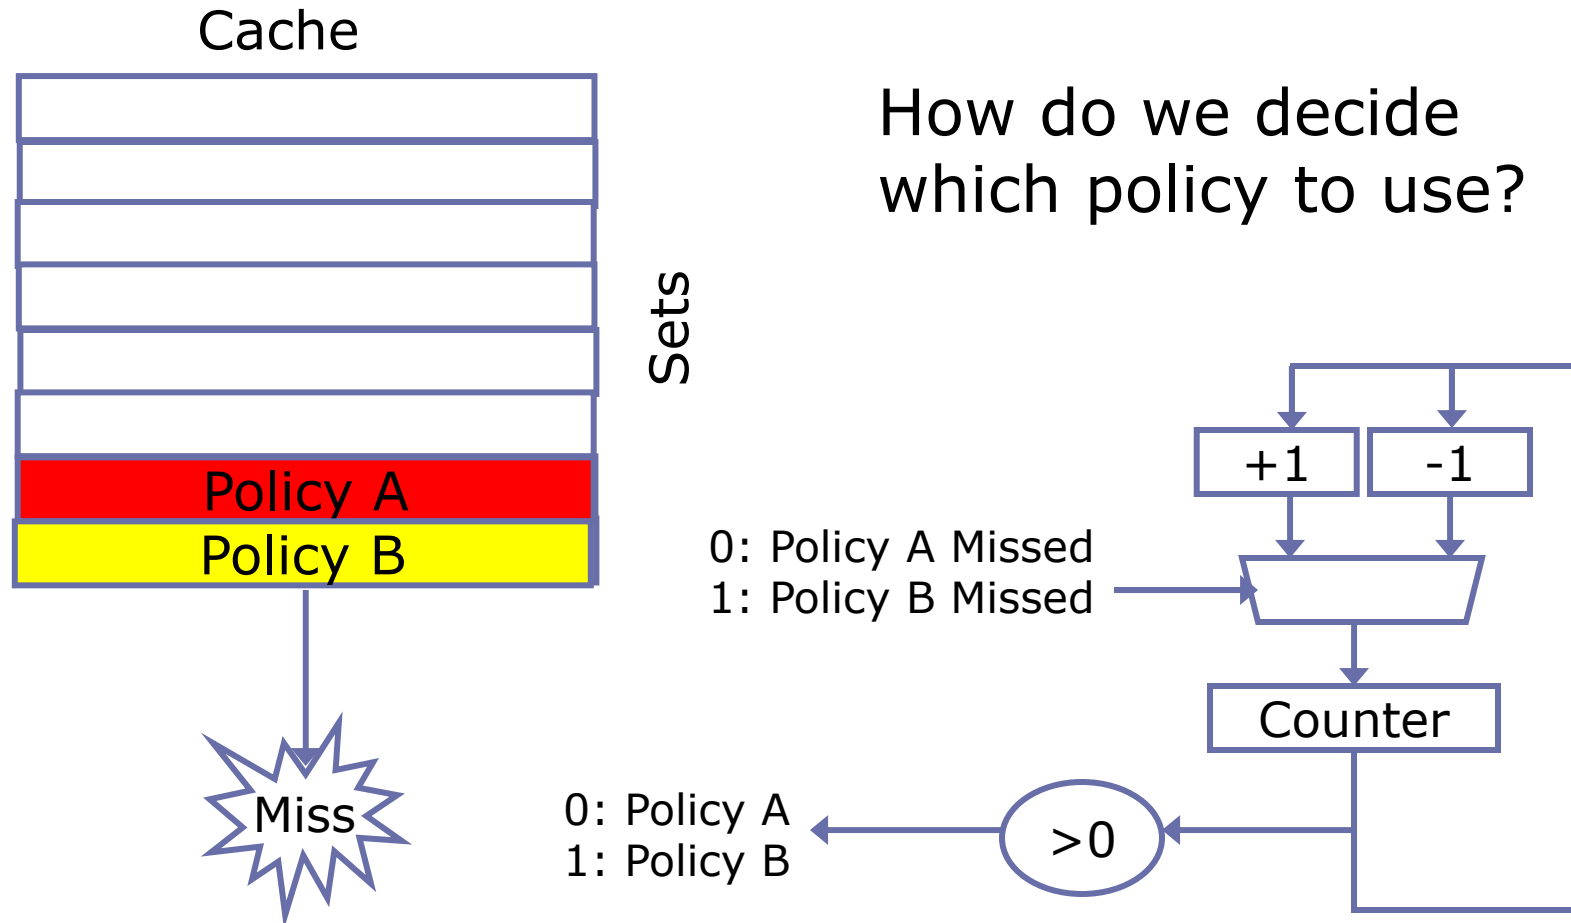 Cache
How do we decide
which policy to use?
Sets
Policy A
Policy B
+1
-1
0: Policy A Missed
1: Policy B Missed
Counter
Miss
0: Policy A
1: Policy B
>0